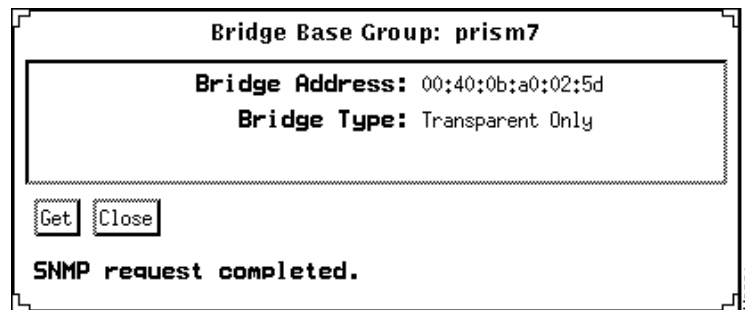 Bridge Base Group: prism7
Bridge Address: 00:40:0b:a0:02:5d
Bridge Type: Transparent Only
Get Close
SNMP request completed.